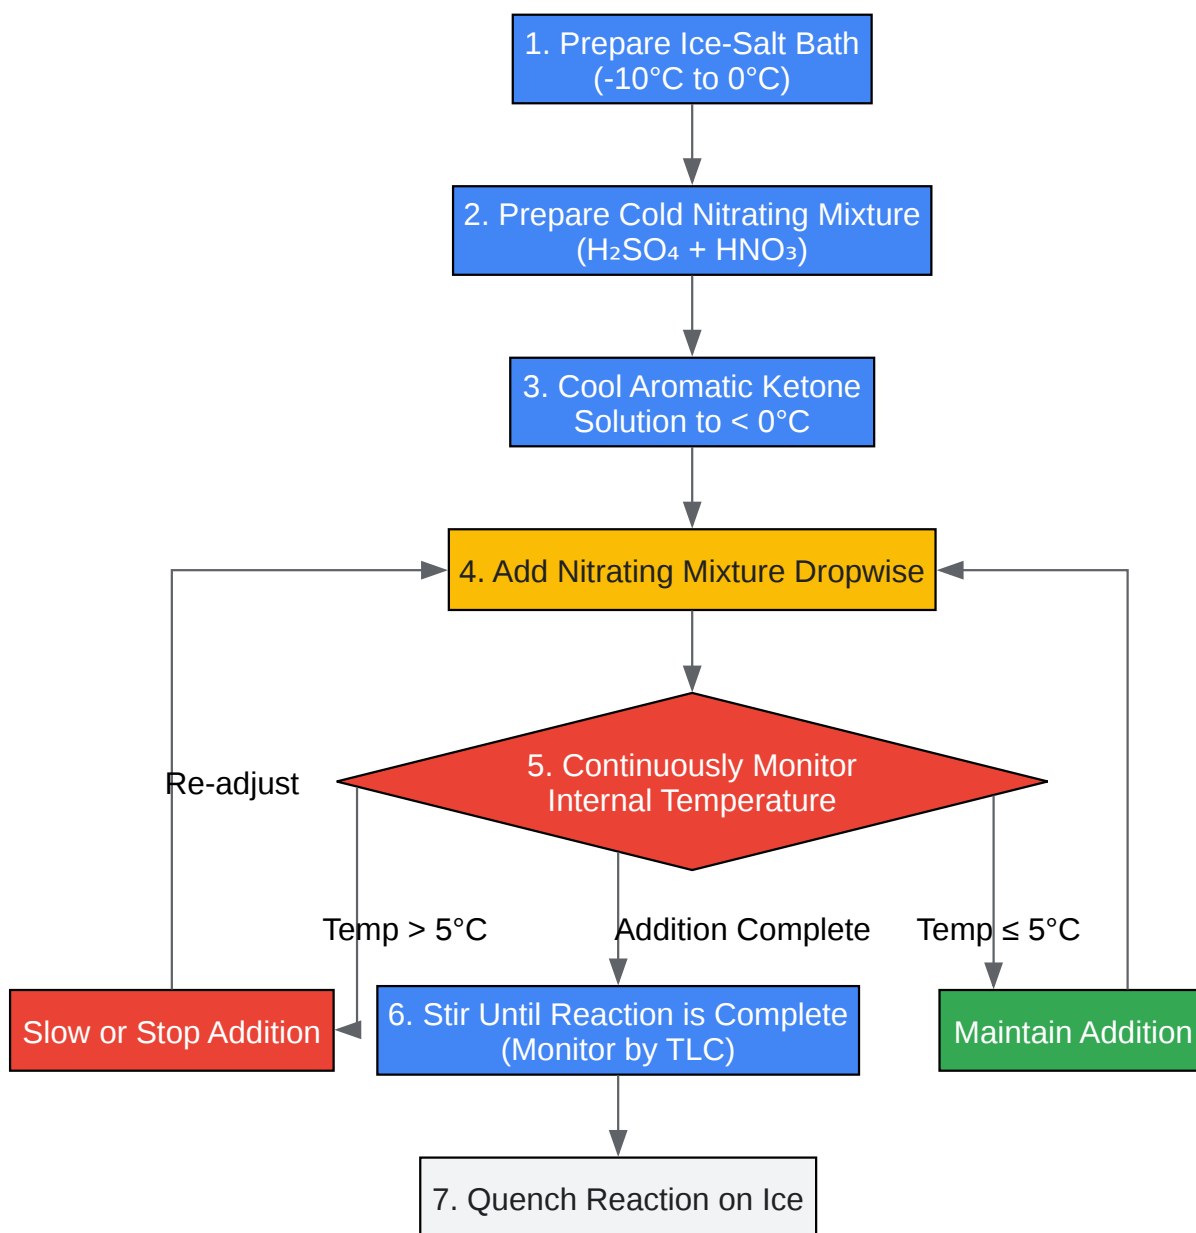 1. Prepare Ice-Salt Bath
(-10°C to 0°C)
2. Prepare Cold Nitrating Mixture
(H₂SO₄ + HNO₃)
3. Cool Aromatic Ketone
Solution to < 0°C
4. Add Nitrating Mixture Dropwise
5. Continuously Monitor
Internal Temperature
Re-adjust
Temp > 5°C
Addition Complete
Temp ≤ 5°C
Slow or Stop Addition
6. Stir Until Reaction is Complete
(Monitor by TLC)
Maintain Addition
7. Quench Reaction on Ice